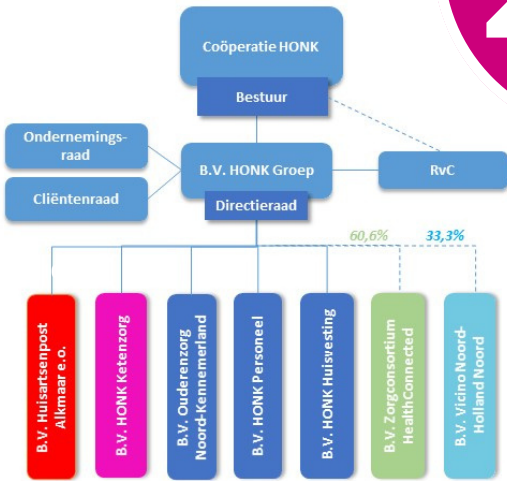 Coöperatie HONK
Bestuur
Ondernemings-
raad
Cliëntenraad
B.V. HONK Groep
RvC
Directieraad
60,6%
33,3%
B.V. Huisartsenpost
Alkmaar e.o.
B.V. HONK Ketenzorg
B.V. Ouderenzorg
Noord-Kennemerland
B.V. HONK Personeel
B.V. HONK Huisvesting
B.V. Zorgconsortium
HealthConnected
B.V. Vicino Noord-
Holland Noord